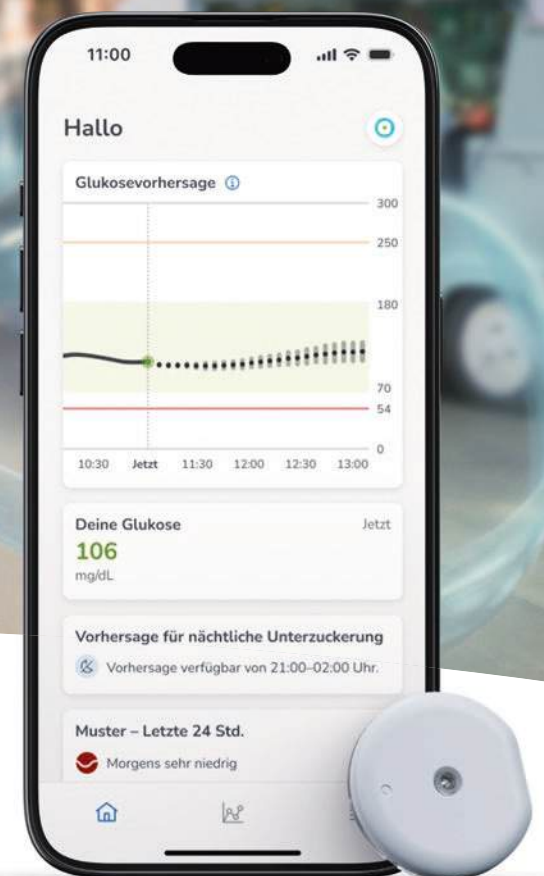 11:00
Hallo
Glukosevorhersage
300
250
180
70
54
0
10:30 Jetzt 11:30 12:00 12:30 13:00
Deine Glukose Jetzt
106
mg/dL
Vorhersage für nächtliche Unterzuckerung
Vorhersage verfügbar von 21:00–02:00 Uhr.
Muster – Letzte 24 Std.
Morgens sehr niedrig